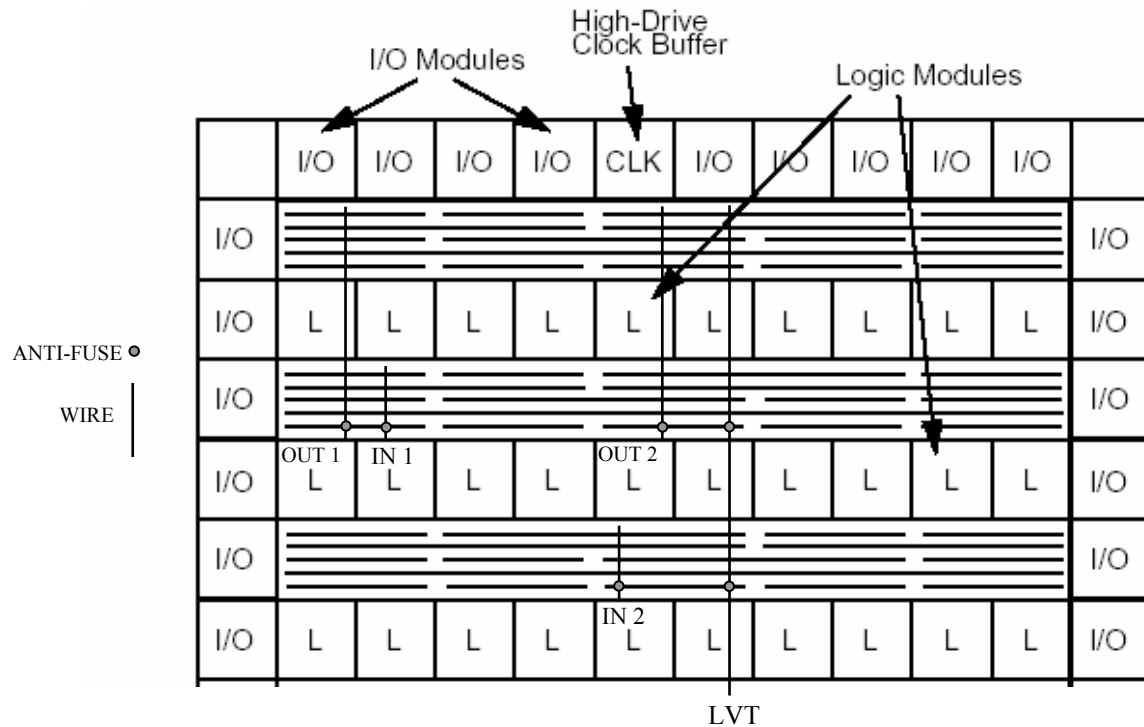 High-Drive
Clock Buffer
I/O Modules
Logic Modules
I/O I/O I/O I/O CLK I/O I/O I/O I/O I/O
I/O I/O
I/O L L L L L L L L L L I/O
ANTI-FUSE
I/O I/O
WIRE
OUT 1 IN 1 OUT 2
I/O L L L L L L L L L L I/O
I/O I/O
IN 2
I/O L L L L L L L L L L I/O
LVT